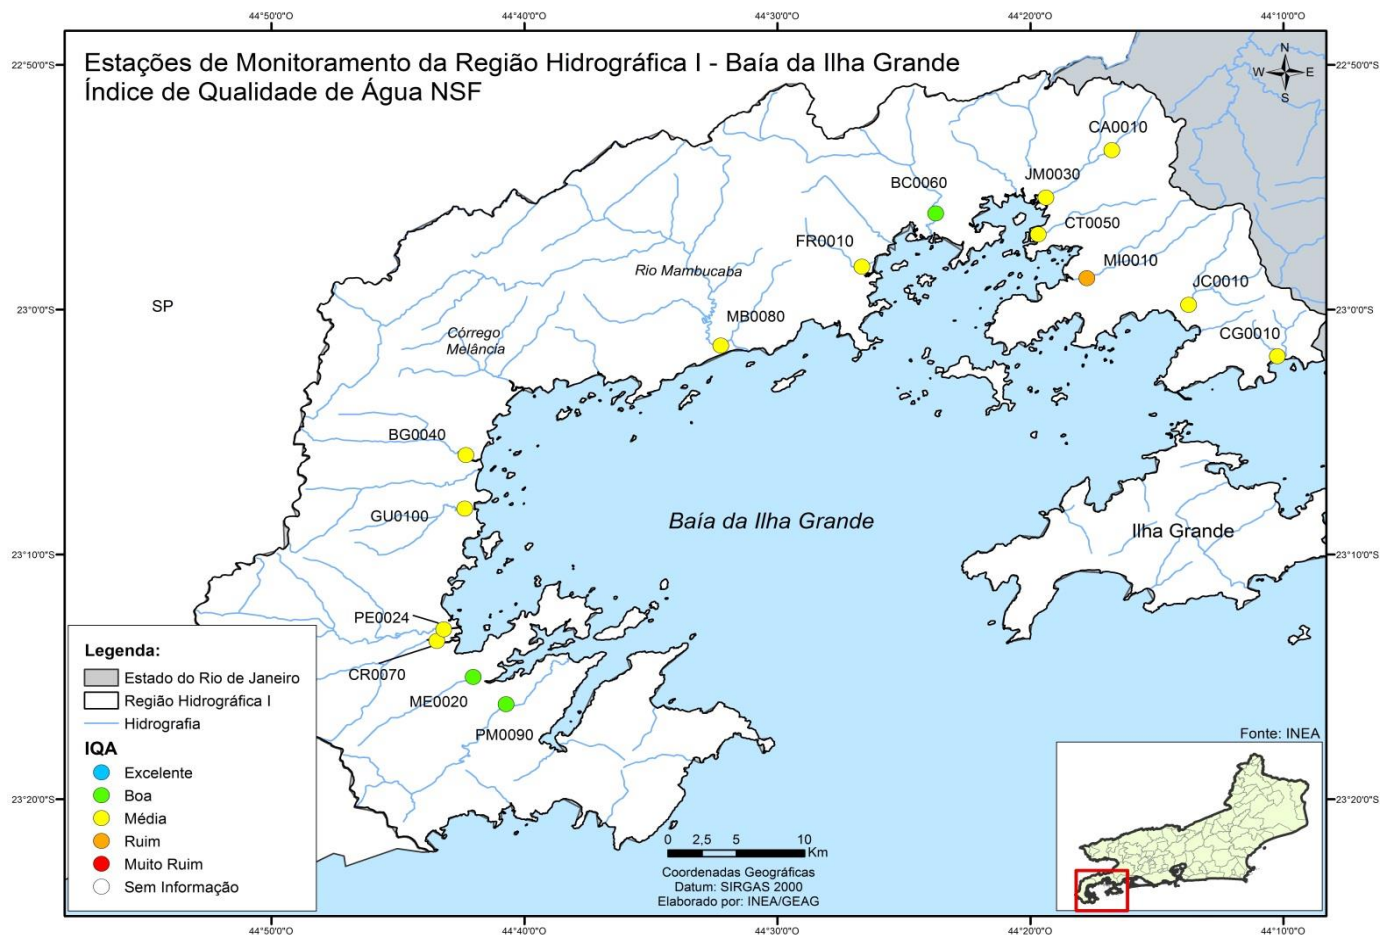 44°50'0"O
44°40'0"O
44°30'0"O
44°20'0"O
44°10'0"O
Estações de Monitoramento da Região Hidrográfica I - Baía da Ilha Grande
Índice de Qualidade de Água NSF
N
W
E
S
22°50'0"S
22°50'0"S
CA0010
JM0030
BC0060
CT0050
FR0010
MI0010
Rio Mambucaba
JC0010
SP
23°0'0"S
23°0'0"S
MB0080
Córrego
Melância
CG0010
BG0040
GU0100
Baía da Ilha Grande
Ilha Grande
23°10'0"S
23°10'0"S
PE0024
CR0070
ME0020
PM0090
Legenda:
Estado do Rio de Janeiro
Região Hidrográfica I
Hidrografia
IQA
Excelente
Boa
Média
Ruim
Muito Ruim
Sem Informação
Fonte: INEA
23°20'0"S
23°20'0"S
0 2,5 5 10
Km
Coordenadas Geográficas
Datum: SIRGAS 2000
Elaborado por: INEA/GEAG
44°50'0"O
44°40'0"O
44°30'0"O
44°20'0"O
44°10'0"O